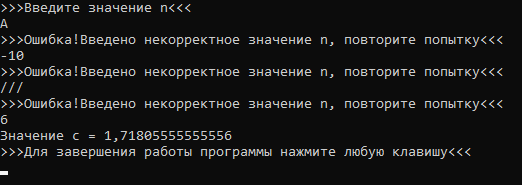 >>>Введите значение n<<<
A
>>>Ошибка!Введено некорректное значение n, повторите попытку<<<
-10
>>>Ошибка!Введено некорректное значение n, повторите попытку<<<
///
>>>Ошибка!Введено некорректное значение n, повторите попытку<<<
6
Значение c = 1,71805555555556
>>>Для завершения работы программы нажмите любую клавишу<<<